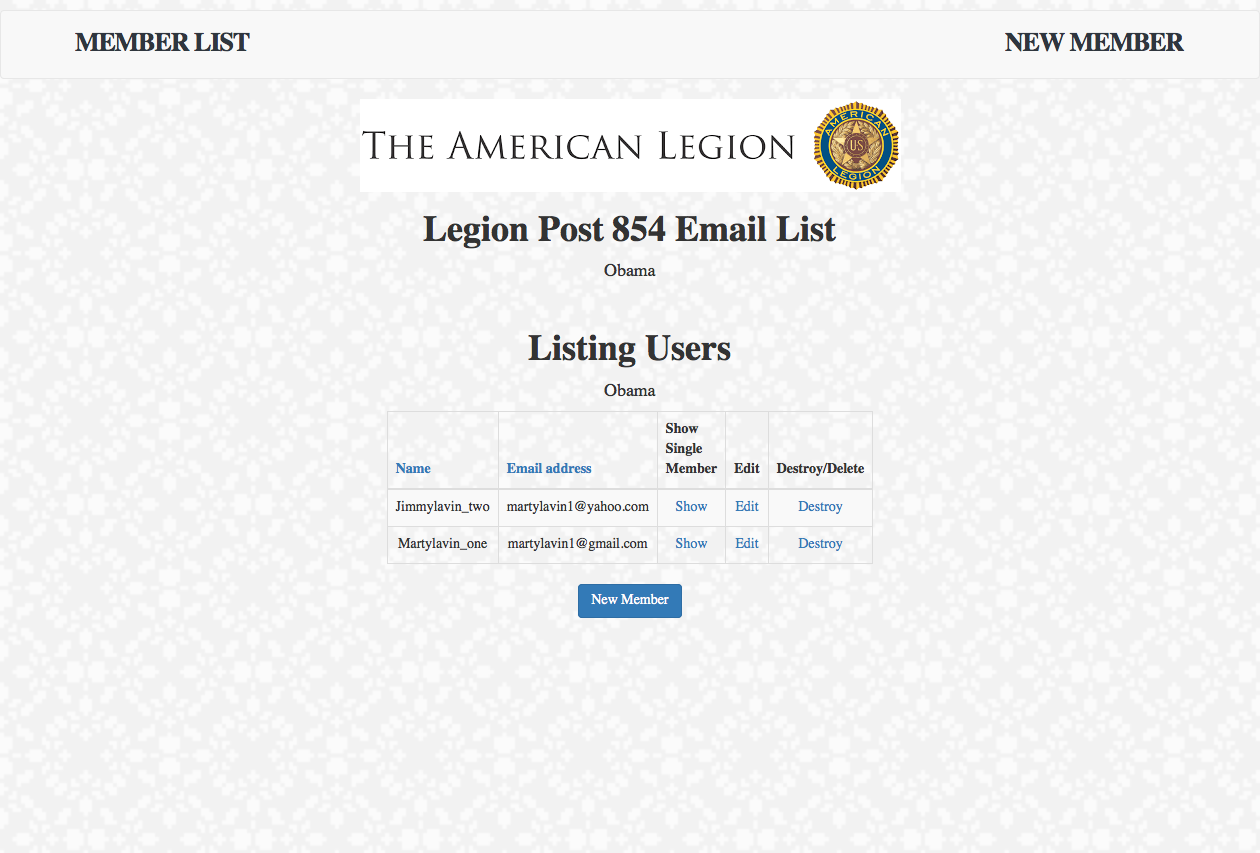 MEMBER LIST NEW MEMBER
THE AMERICAN LEGION
AMERICAN
US
LEGION
Legion Post 854 Email List
Obama
Listing Users
Obama
Name Email address Show Single Member Edit Destroy/Delete
Jimmylavin_two martylavin1@yahoo.com Show Edit Destroy
Martylavin_one martylavin1@gmail.com Show Edit Destroy
New Member